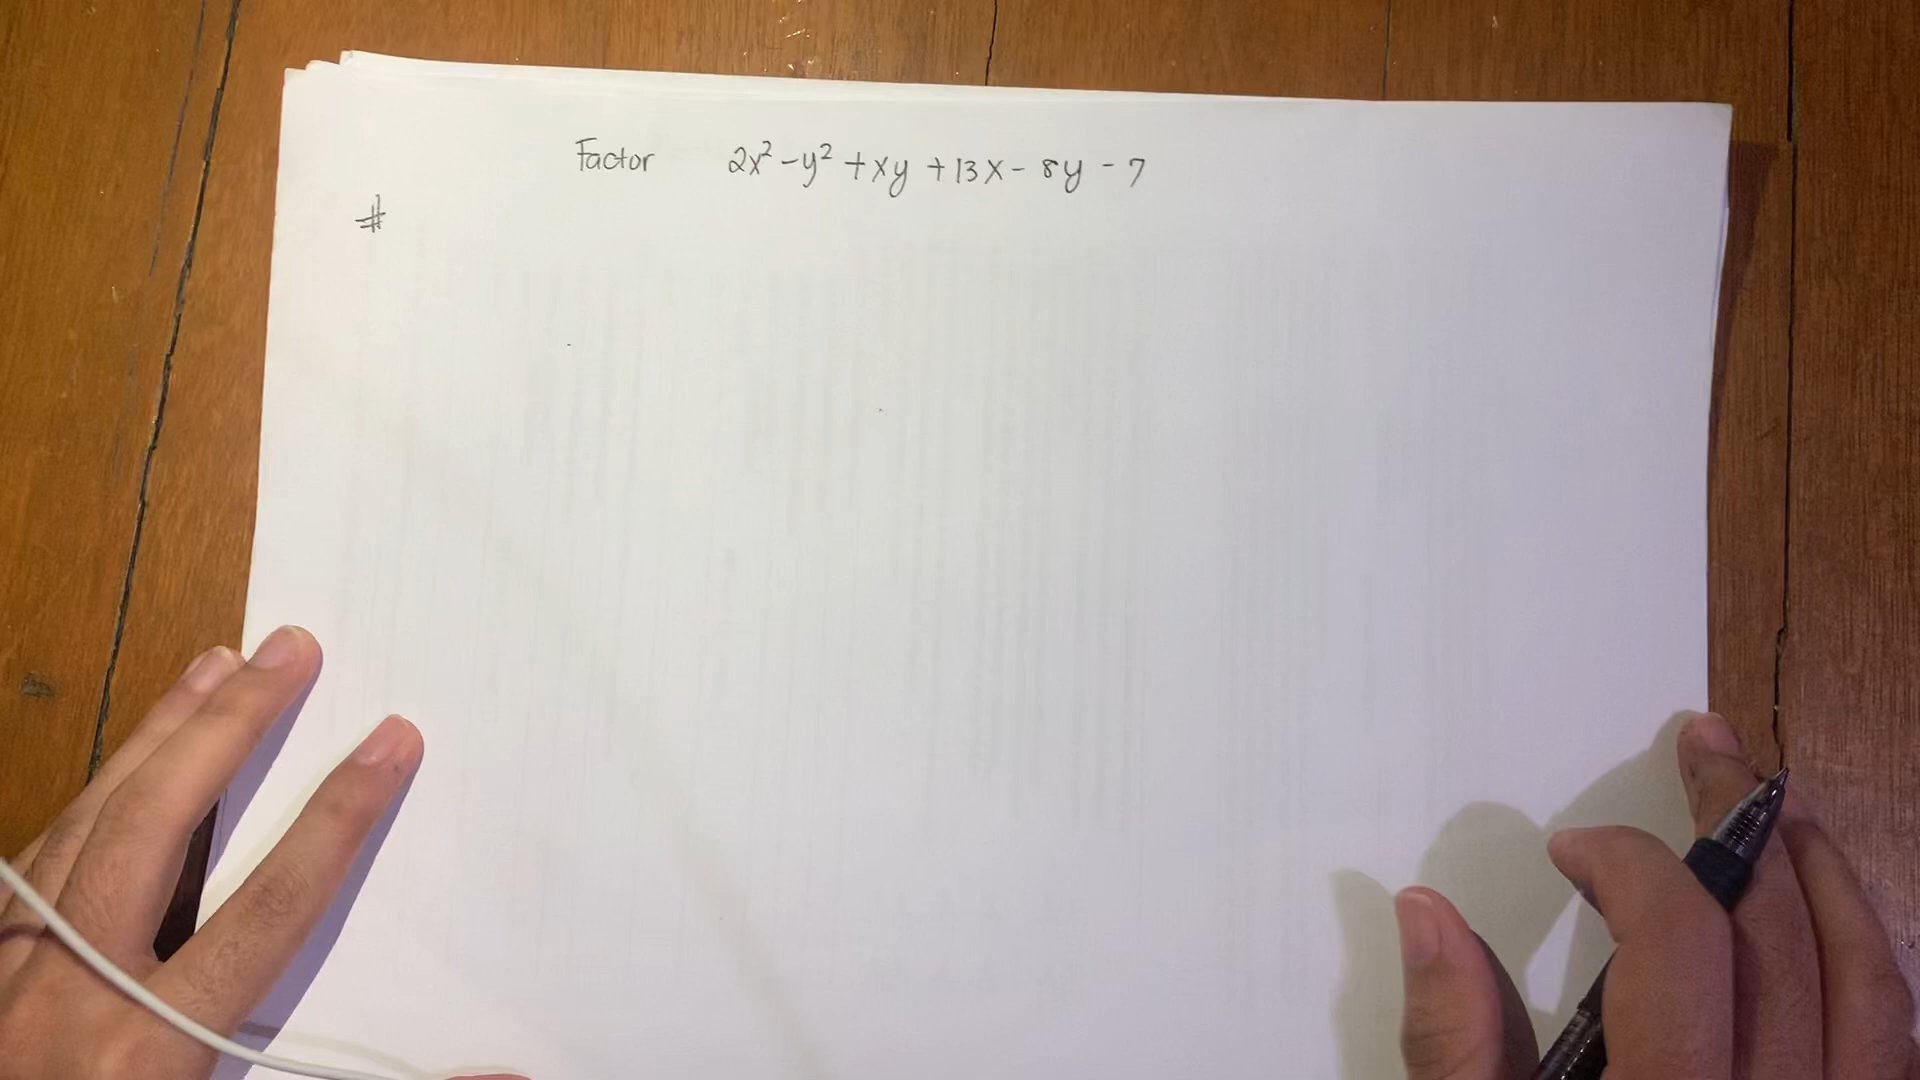 Factor 2x² - y² + xy + 13x - 8y - 7
#